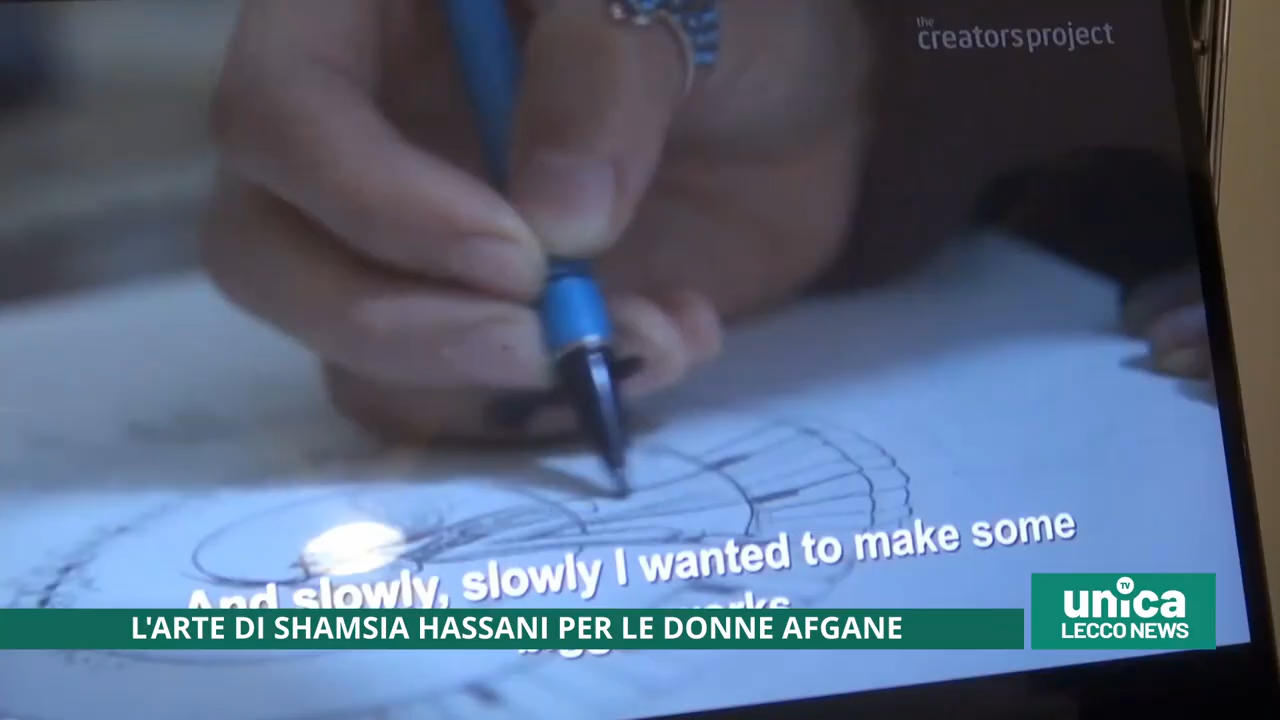 the
creatorsproject
And slowly, slowly I wanted to make some
works
L'ARTE DI SHAMSIA HASSANI PER LE DONNE AFGANE
unica
TV
LECCO NEWS